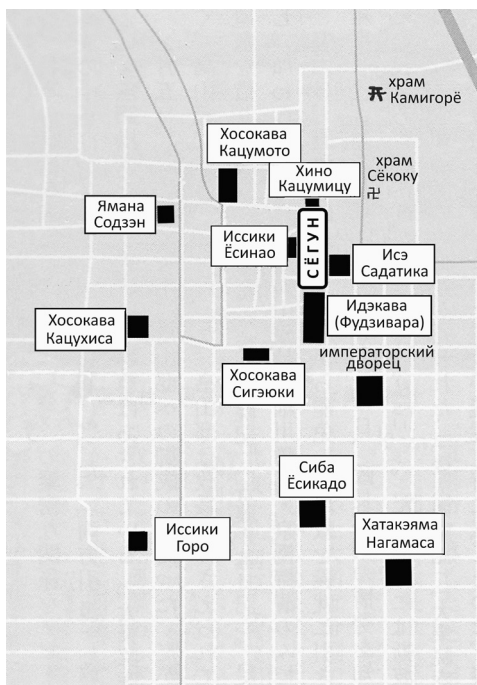 храм
Камигорё
Хосокава
Кацумото
храм
Сёкоку
Хино
Кацумицу
Ямана
Содзэн
Иссики
Ёсинао
СЁГУН
Исэ
Садатика
Хосокава
Кацухиса
Идэкава
(Фудзивара)
императорский
дворец
Хосокава
Сигэюки
Сиба
Ёсикадо
Хатакэяма
Нагамаса
Иссики
Горо